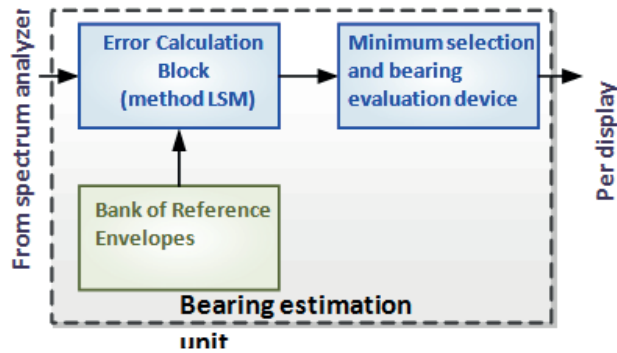 From spectrum analyzer
Error Calculation
Block
(method LSM)
Minimum selection
and bearing
evaluation device
Per display
Bank of Reference
Envelopes
Bearing estimation
unit